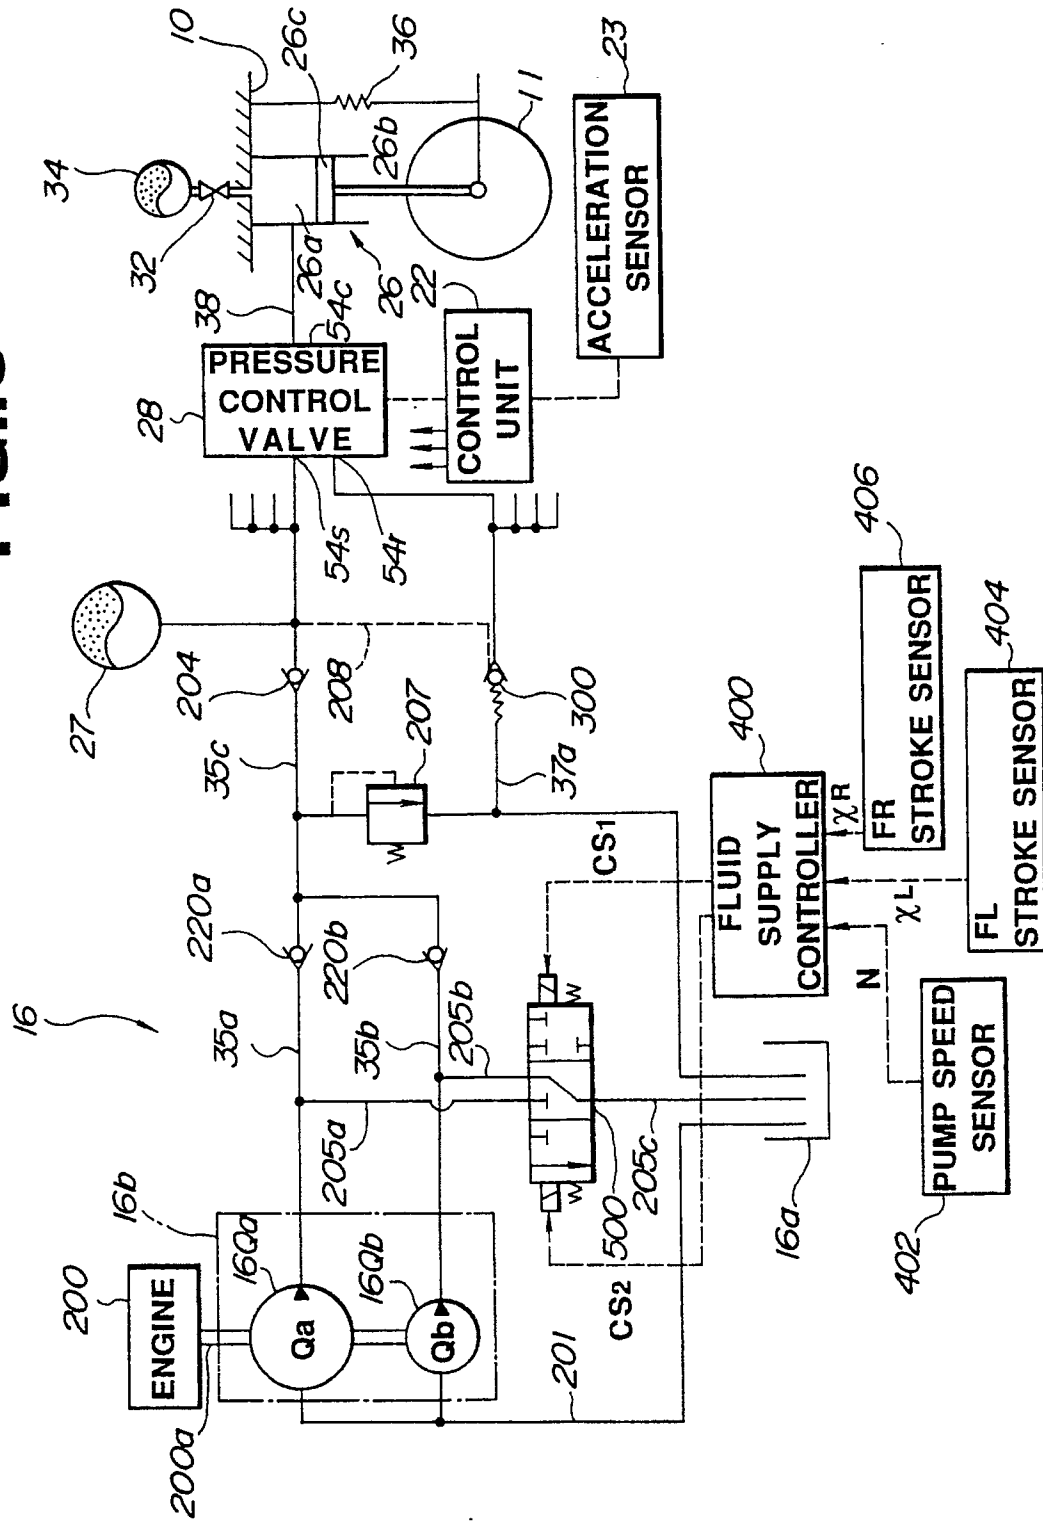 16
27
34
10
32
26c
36
26b
26a
11
38
54c
26
22
28
PRESSURE
CONTROL
VALVE
CONTROL
UNIT
23
ACCELERATION
SENSOR
54s
54r
204
35c
208
207
300
37a
220a
220b
35a
35b
205b
205a
16b
200
ENGINE
200a
16Qa
Qa
16Qb
Qb
201
CS1
CS2
500
205c
16a
400
FLUID
SUPPLY
CONTROLLER
N
χL
χR
402
PUMP SPEED
SENSOR
404
FL
STROKE SENSOR
406
FR
STROKE SENSOR